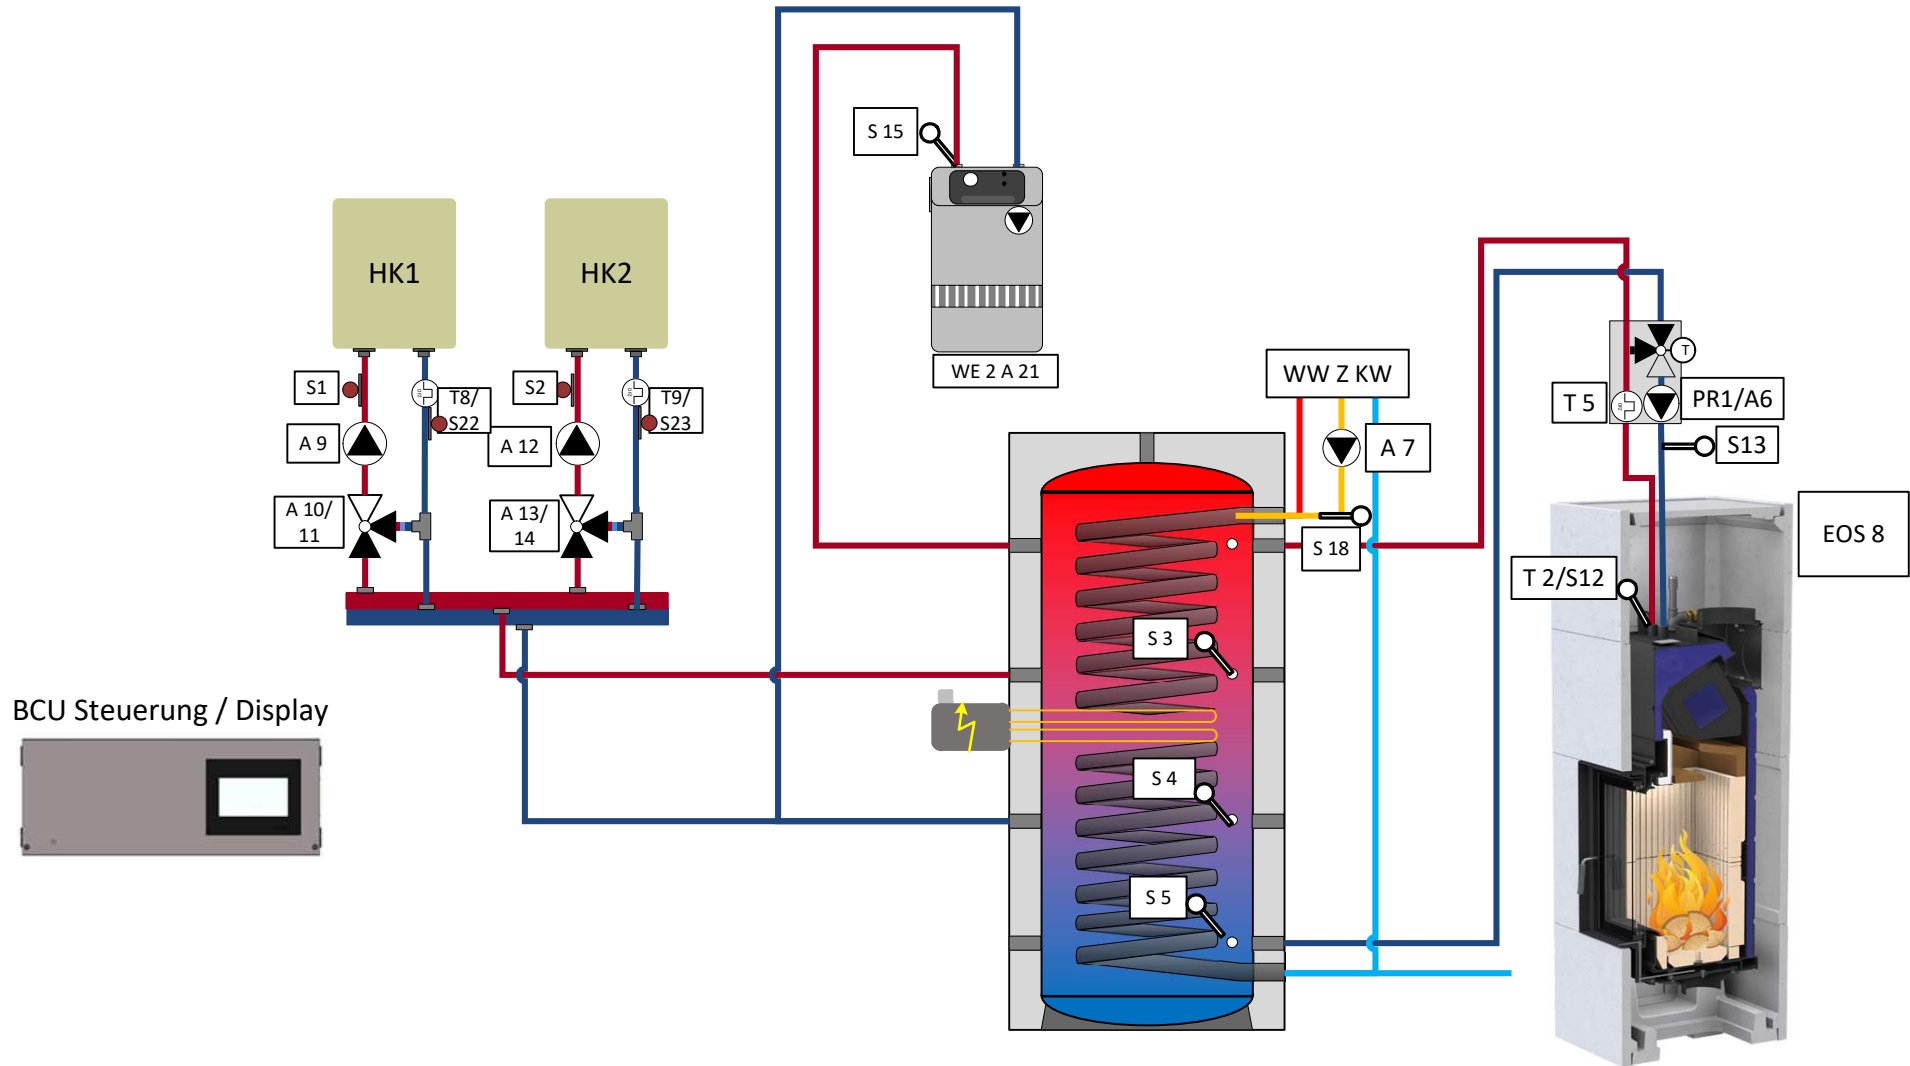 S 15
HK1
HK2
WE 2 A 21
WW Z KW
S1
T8/
S22
S2
T9/
S23
T 5
PR1/A6
T
A 9
A 12
A 7
S13
A 10/
11
A 13/
14
S 18
EOS 8
T 2/S12
S 3
BCU Steuerung / Display
S 4
S 5